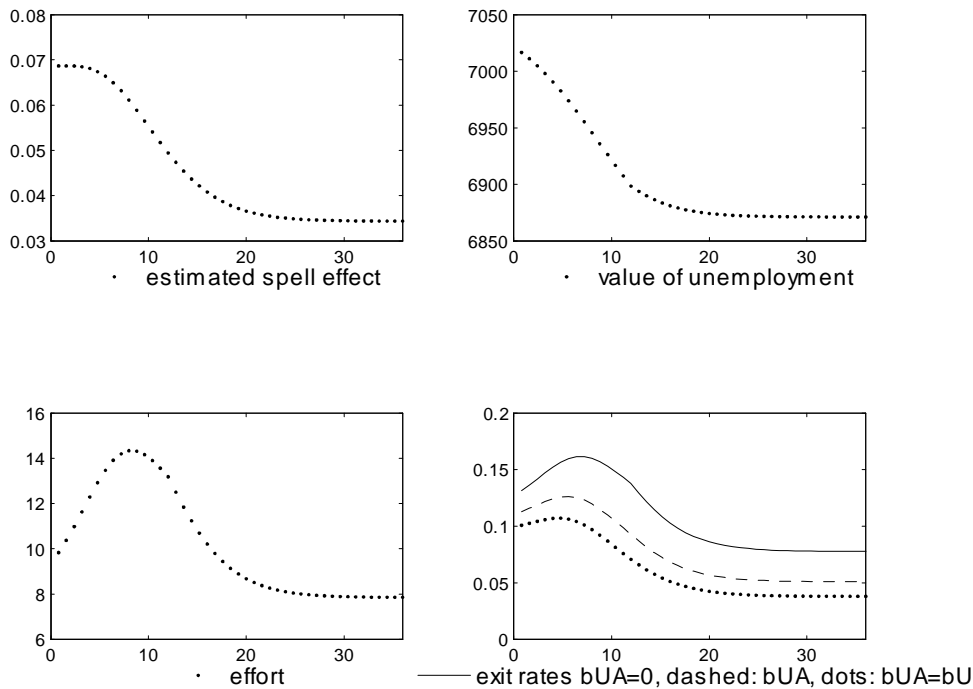 0.08
0.07
0.06
0.05
0.04
0.03
0 10 20 30
estimated spell effect
7050
7000
6950
6900
6850
0 10 20 30
value of unemployment
16
14
12
10
8
6
0 10 20 30
effort
0.2
0.15
0.1
0.05
0
0 10 20 30
exit rates bUA=0, dashed: bUA, dots: bUA=bU